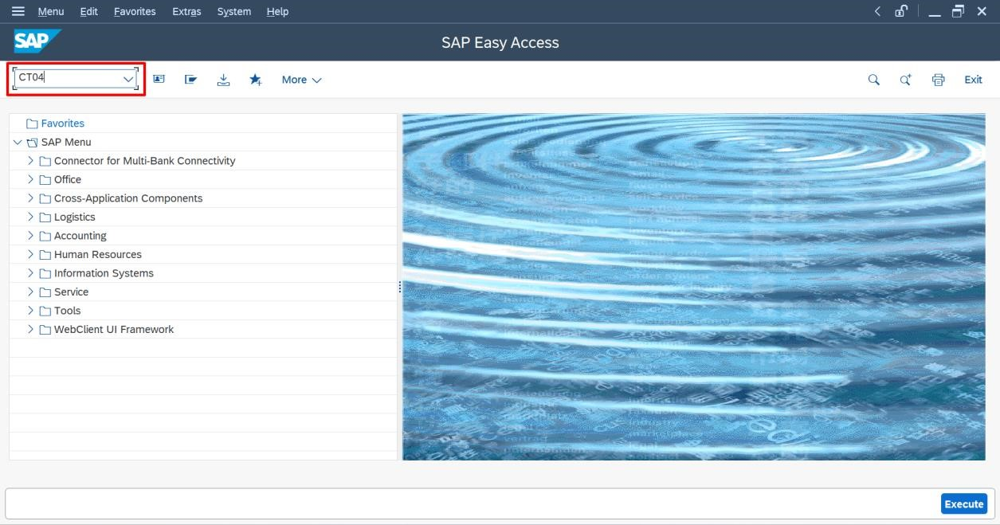 Menu Edit Favorites Extras System Help
SAP SAP Easy Access
CT04 More Exit
Favorites
SAP Menu
Connector for Multi-Bank Connectivity
Office
Cross-Application Components
Logistics
Accounting
Human Resources
Information Systems
Service
Tools
WebClient UI Framework
Execute